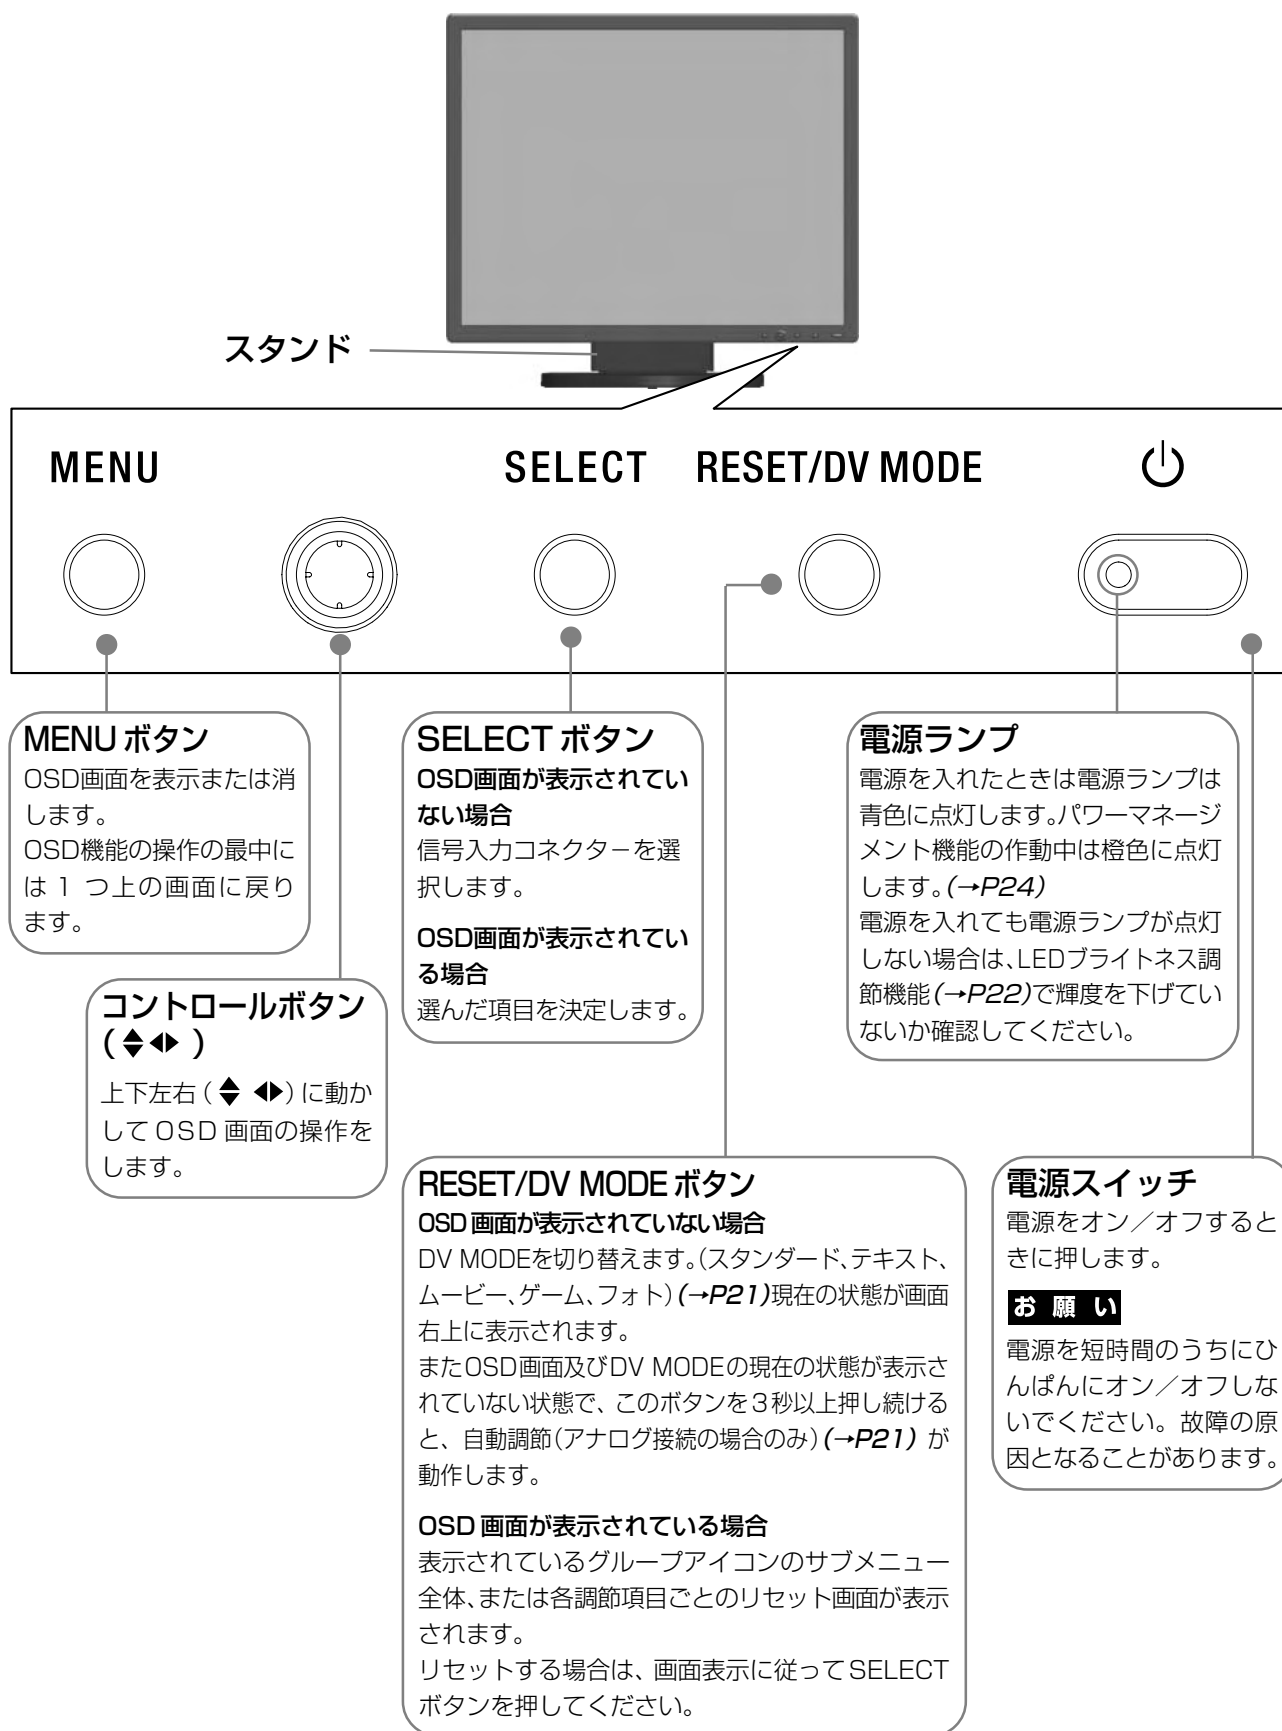 スタンド
MENU
SELECT
RESET/DV MODE
MENU ボタン
OSD画面を表示または消
します。
OSD機能の操作の最中に
は 1 つ上の画面に戻り
ます。
コントロールボタン
(▲▼◀▶)
上下左右(▲▼ ◀▶)に動か
して OSD 画面の操作を
します。
SELECT ボタン
OSD画面が表示されてい
ない場合
信号入力コネクターを選
択します。
OSD画面が表示されてい
る場合
選んだ項目を決定します。
RESET/DV MODE ボタン
OSD 画面が表示されていない場合
DV MODEを切り替えます。(スタンダード、テキスト、
ムービー、ゲーム、フォト)(→P21)現在の状態が画面
右上に表示されます。
またOSD画面及びDV MODEの現在の状態が表示さ
れていない状態で、このボタンを3秒以上押し続ける
と、自動調節(アナログ接続の場合のみ)(→P21) が
動作します。
OSD 画面が表示されている場合
表示されているグループアイコンのサブメニュー
全体、または各調節項目ごとのリセット画面が表示
されます。
リセットする場合は、画面表示に従って SELECT
ボタンを押してください。
電源ランプ
電源を入れたときは電源ランプは
青色に点灯します。パワーマネージ
メント機能の作動中は橙色に点灯
します。(→P24)
電源を入れても電源ランプが点灯
しない場合は、LEDブライトネス調
節機能(→P22)で輝度を下げてい
ないか確認してください。
電源スイッチ
電源をオン／オフすると
きに押します。
お 願 い
電源を短時間のうちにひ
んぱんにオン／オフしな
いでください。故障の原
因となることがあります。